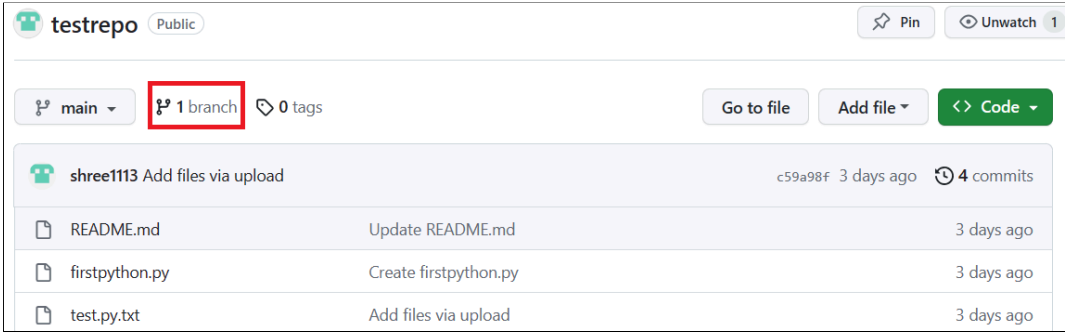 testrepo Public Pin Unwatch 1
main 1 branch 0 tags Go to file Add file <> Code
shree1113 Add files via upload c59a98f 3 days ago 4 commits
README.md Update README.md 3 days ago
firstpython.py Create firstpython.py 3 days ago
test.py.txt Add files via upload 3 days ago